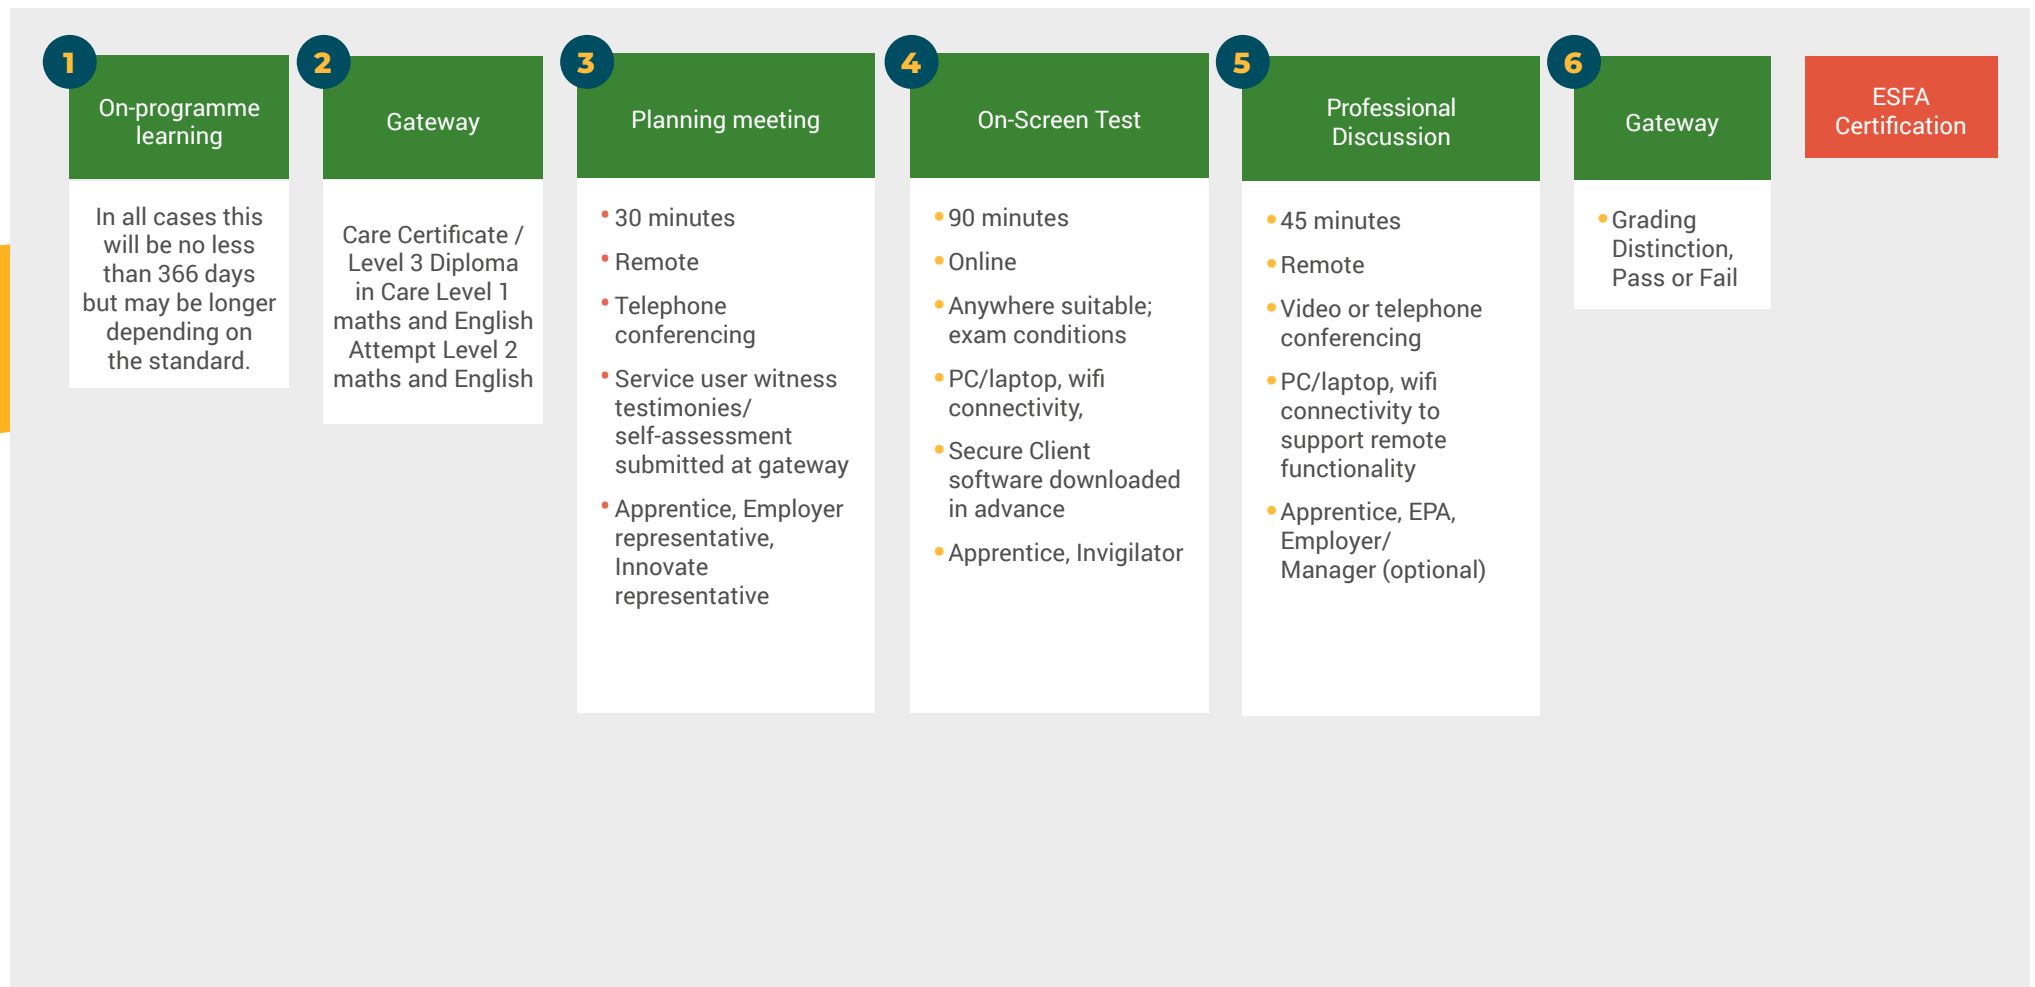 1
On-programme
learning
In all cases this
will be no less
than 366 days
but may be longer
depending on
the standard.
2
Gateway
Care Certificate /
Level 3 Diploma
in Care Level 1
maths and English
Attempt Level 2
maths and English
3
Planning meeting
• 30 minutes
• Remote
• Telephone
conferencing
• Service user witness
testimonies/
self-assessment
submitted at gateway
• Apprentice, Employer
representative,
Innovate
representative
4
On-Screen Test
• 90 minutes
• Online
• Anywhere suitable;
exam conditions
• PC/laptop, wifi
connectivity,
• Secure Client
software downloaded
in advance
• Apprentice, Invigilator
5
Professional
Discussion
• 45 minutes
• Remote
• Video or telephone
conferencing
• PC/laptop, wifi
connectivity to
support remote
functionality
• Apprentice, EPA,
Employer/
Manager (optional)
6
Gateway
• Grading
Distinction,
Pass or Fail
ESFA
Certification